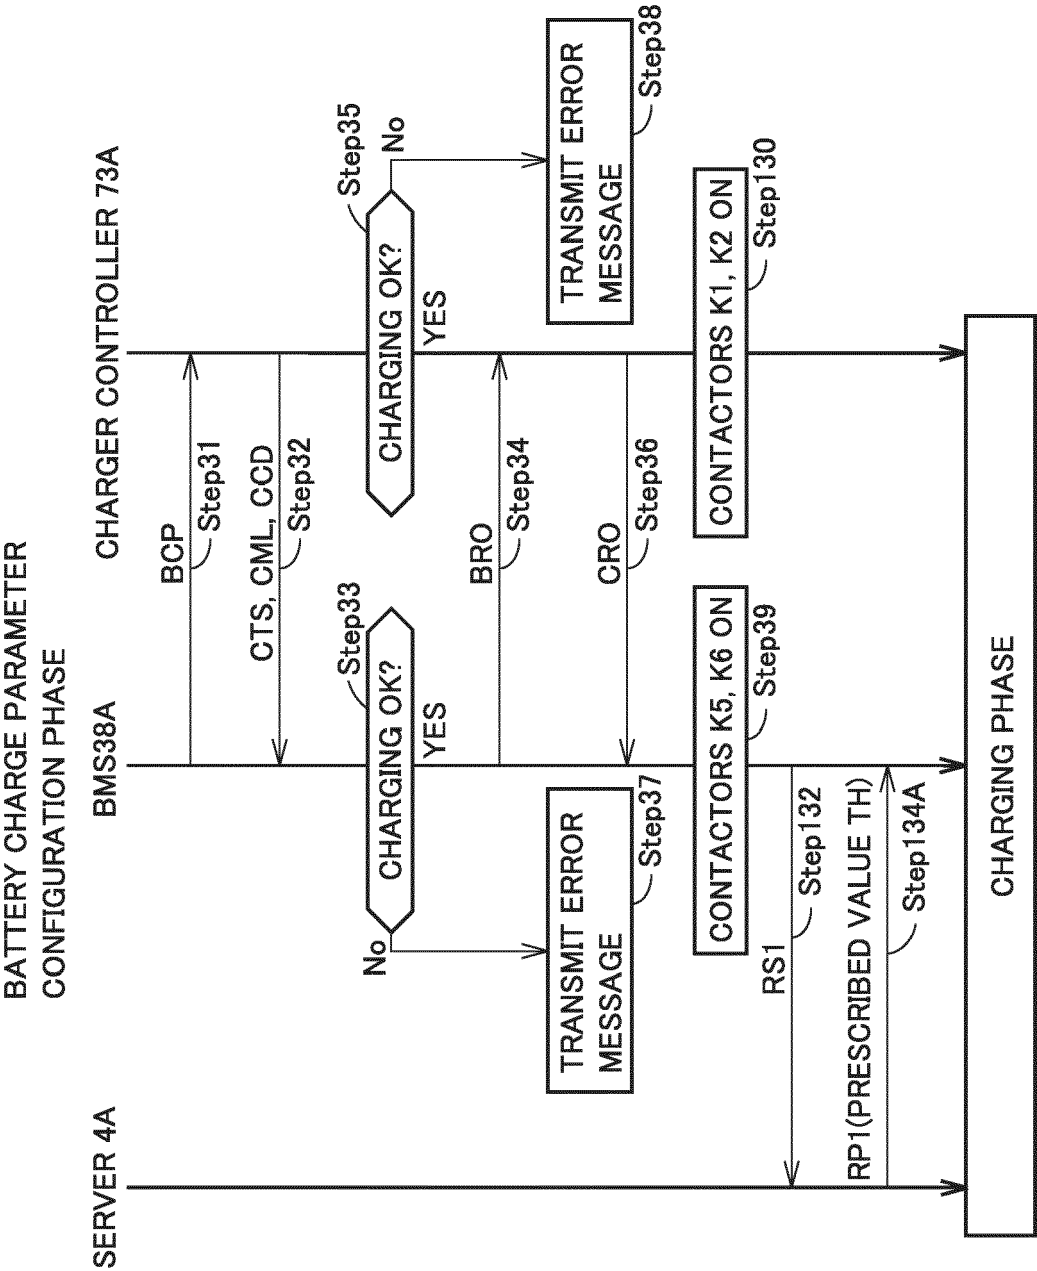 BATTERY CHARGE PARAMETER
CONFIGURATION PHASE
SERVER 4A
BMS38A
CHARGER CONTROLLER 73A
BCP
Step31
CTS, CML, CCD
Step32
Step33
Step35
CHARGING OK?
CHARGING OK?
No
YES
YES
No
BRO
Step34
TRANSMIT ERROR
MESSAGE
Step37
TRANSMIT ERROR
MESSAGE
Step38
CRO
Step36
CONTACTORS K5, K6 ON
Step39
CONTACTORS K1, K2 ON
Step130
RS1
Step132
RP1(PRESCRIBED VALUE TH)
Step134A
CHARGING PHASE